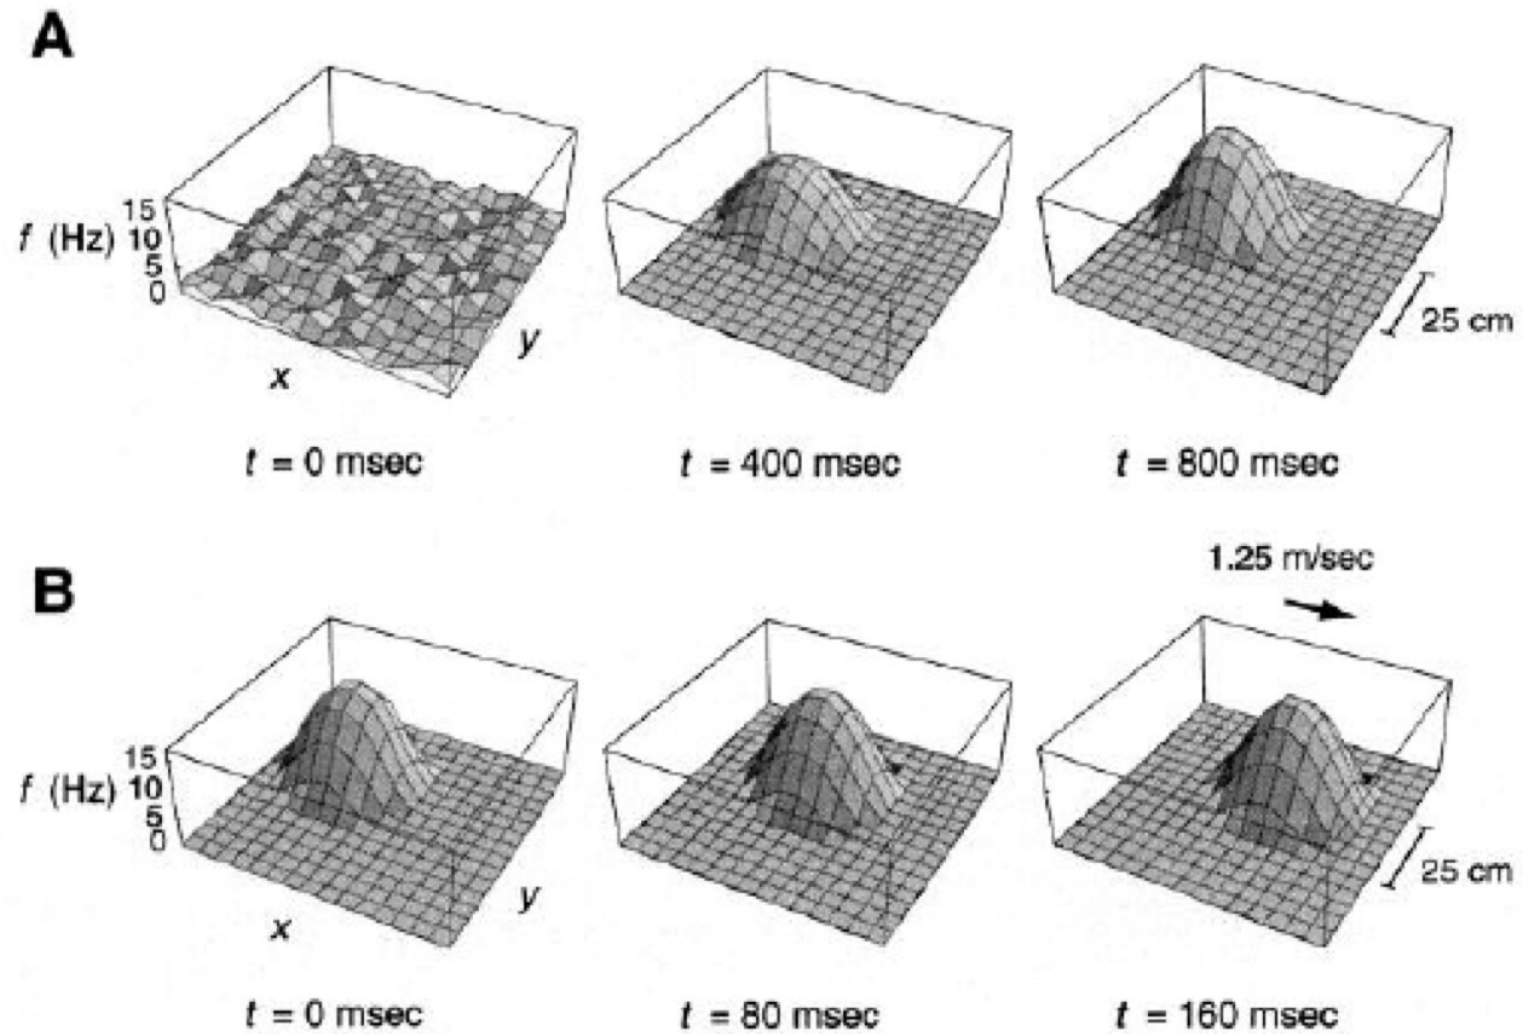 A
15
f (Hz) 10
5
0
x
y
25 cm
t = 0 msec
t = 400 msec
t = 800 msec
1.25 m/sec
B
15
f (Hz) 10
5
0
x
y
25 cm
t = 0 msec
t = 80 msec
t = 160 msec